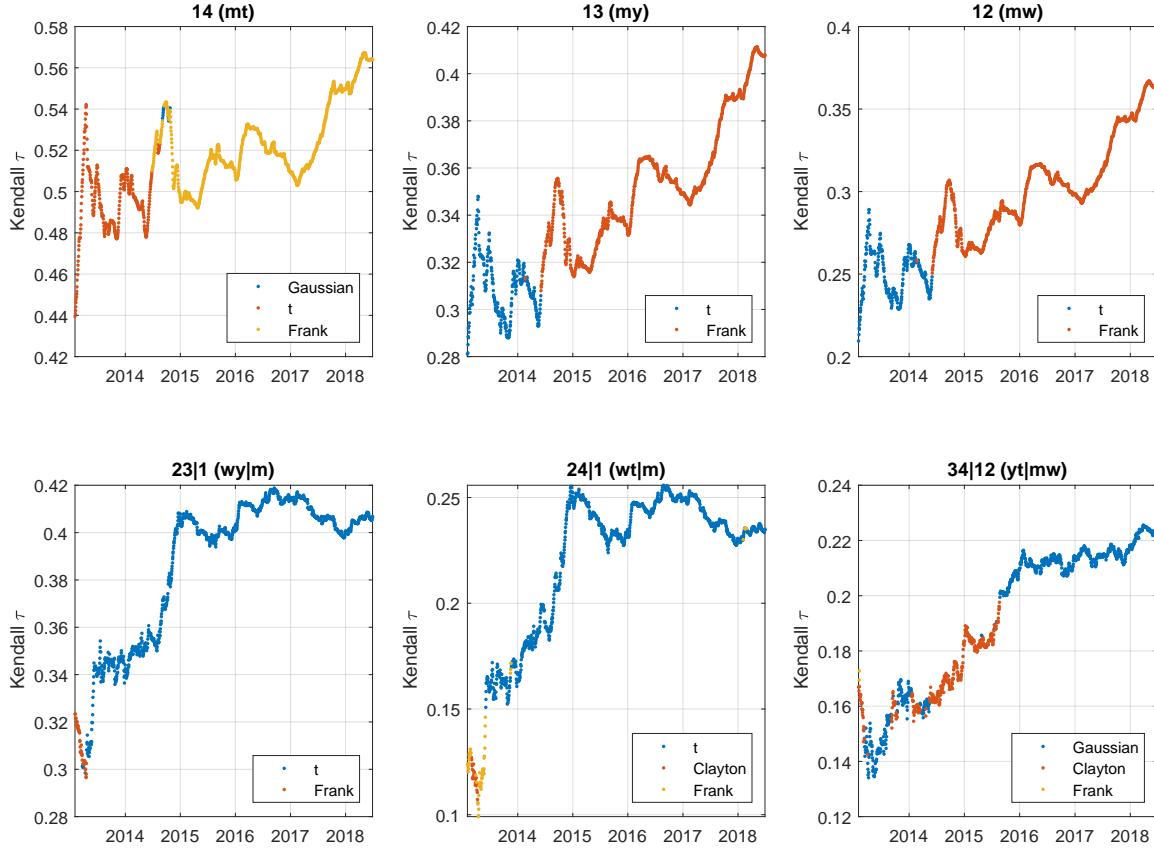 14 (mt)
Kendall τ
0.58
0.56
0.54
0.52
0.5
0.48
0.46
0.44
0.42
Gaussian
t
Frank
2014 2015 2016 2017 2018
13 (my)
Kendall τ
0.42
0.4
0.38
0.36
0.34
0.32
0.3
0.28
t
Frank
2014 2015 2016 2017 2018
12 (mw)
Kendall τ
0.4
0.35
0.3
0.25
0.2
t
Frank
2014 2015 2016 2017 2018
23|1 (wy|m)
Kendall τ
0.42
0.4
0.38
0.36
0.34
0.32
0.3
0.28
t
Frank
2014 2015 2016 2017 2018
24|1 (wt|m)
Kendall τ
0.25
0.2
0.15
0.1
t
Clayton
Frank
2014 2015 2016 2017 2018
34|12 (yt|mw)
Kendall τ
0.24
0.22
0.2
0.18
0.16
0.14
0.12
Gaussian
Clayton
Frank
2014 2015 2016 2017 2018